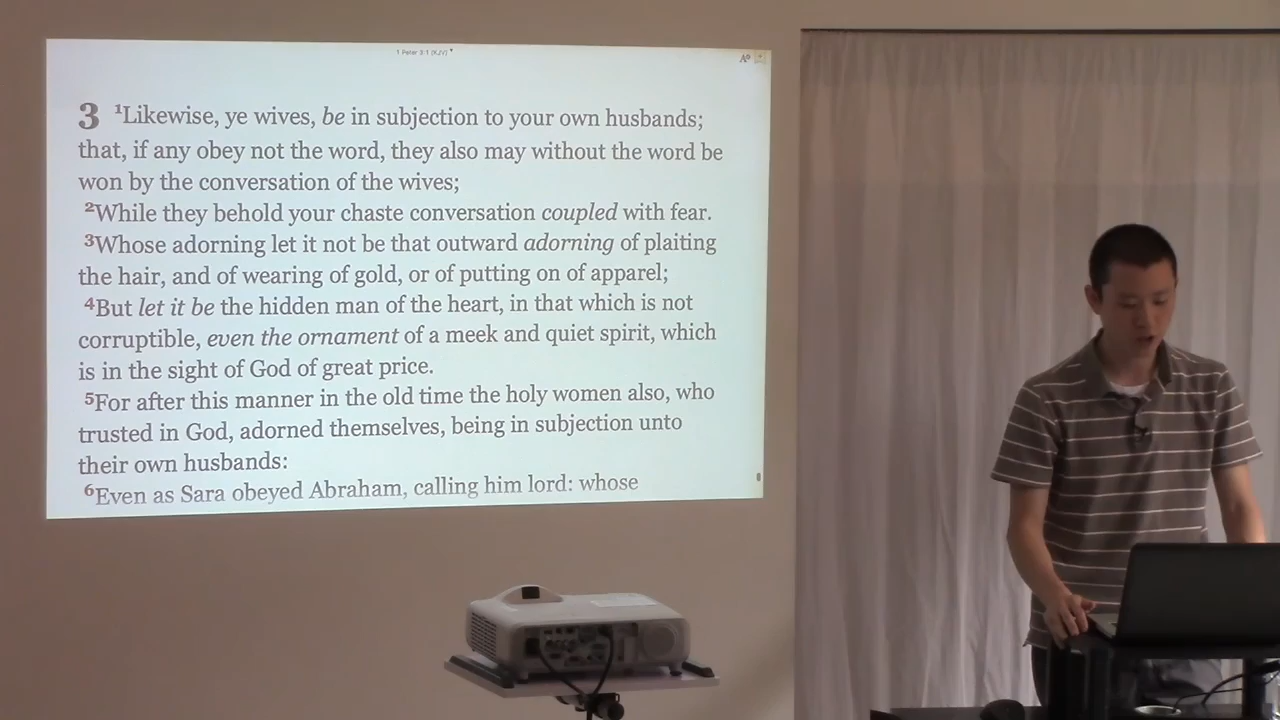 1 Peter 3:1 (KJV)
3 1Likewise, ye wives, be in subjection to your own husbands;
that, if any obey not the word, they also may without the word be
won by the conversation of the wives;
2While they behold your chaste conversation coupled with fear.
3Whose adorning let it not be that outward adorning of plaiting
the hair, and of wearing of gold, or of putting on of apparel;
4But let it be the hidden man of the heart, in that which is not
corruptible, even the ornament of a meek and quiet spirit, which
is in the sight of God of great price.
5For after this manner in the old time the holy women also, who
trusted in God, adorned themselves, being in subjection unto
their own husbands:
6Even as Sara obeyed Abraham, calling him lord: whose